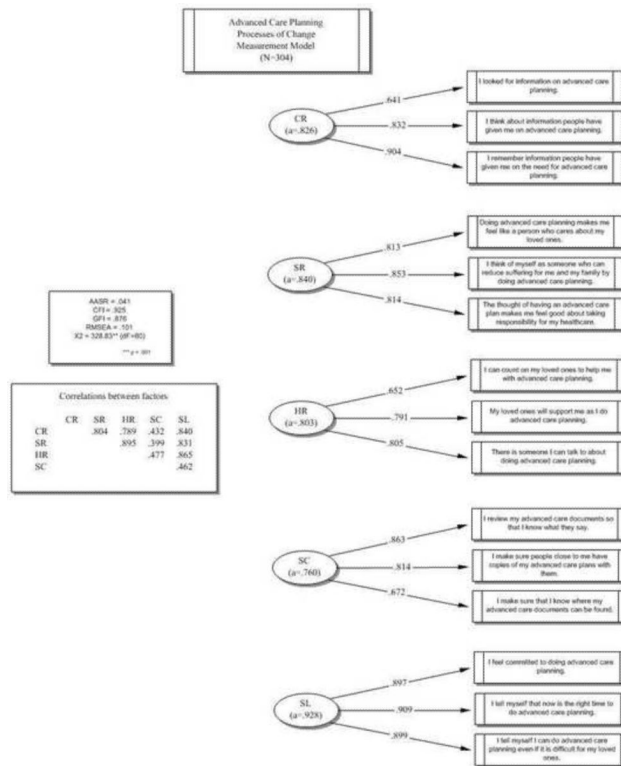 Advanced Care Planning
Processes of Change
Measurement Model
(N=304)
CR
(a=.826)
.641
.832
.904
I looked for information on advanced care
planning.
I think about information people have
given me on advanced care planning.
I remember information people have
given me on the need for advanced care
planning.
SR
(a=.840)
.813
.853
.814
Doing advanced care planning makes me
feel like a person who cares about my
loved ones.
I think of myself as someone who can
reduce suffering for me and my family by
doing advanced care planning.
The thought of having an advanced care
plan makes me feel good about taking
responsibility for my healthcare.
AASR = .041
CFI = .925
GFI = .876
RMSEA = .101
X2 = 328.83** (df=80)
*** p < .001
Correlations between factors
CR SR HR SC SL
CR .804 .789 .432 .840
SR .895 .399 .831
HR .477 .865
SC .462
HR
(a=.803)
.652
.791
.805
I can count on my loved ones to help me
with advanced care planning.
My loved ones will support me as I do
advanced care planning.
There is someone I can talk to about
doing advanced care planning.
SC
(a=.760)
.863
.814
.672
I review my advanced care documents so
that I know what they say.
I make sure people close to me have
copies of my advanced care plans with
them.
I make sure that I know where my
advanced care documents can be found.
SL
(a=.928)
.897
.909
.899
I feel committed to doing advanced care
planning.
I tell myself that now is the right time to
do advanced care planning.
I tell myself I can do advanced care
planning even if it is difficult for my loved
ones.